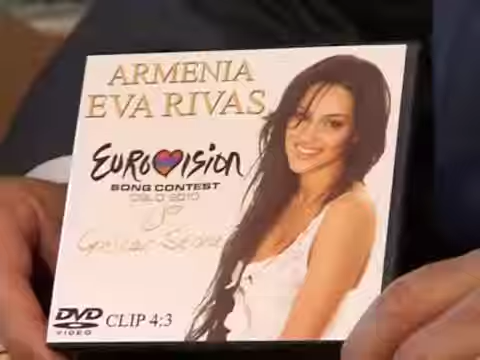 ARMENIA
EVA RIVAS
EUROVISION
SONG CONTEST
OSLO 2010
DVD
VIDEO
CLIP 4:3